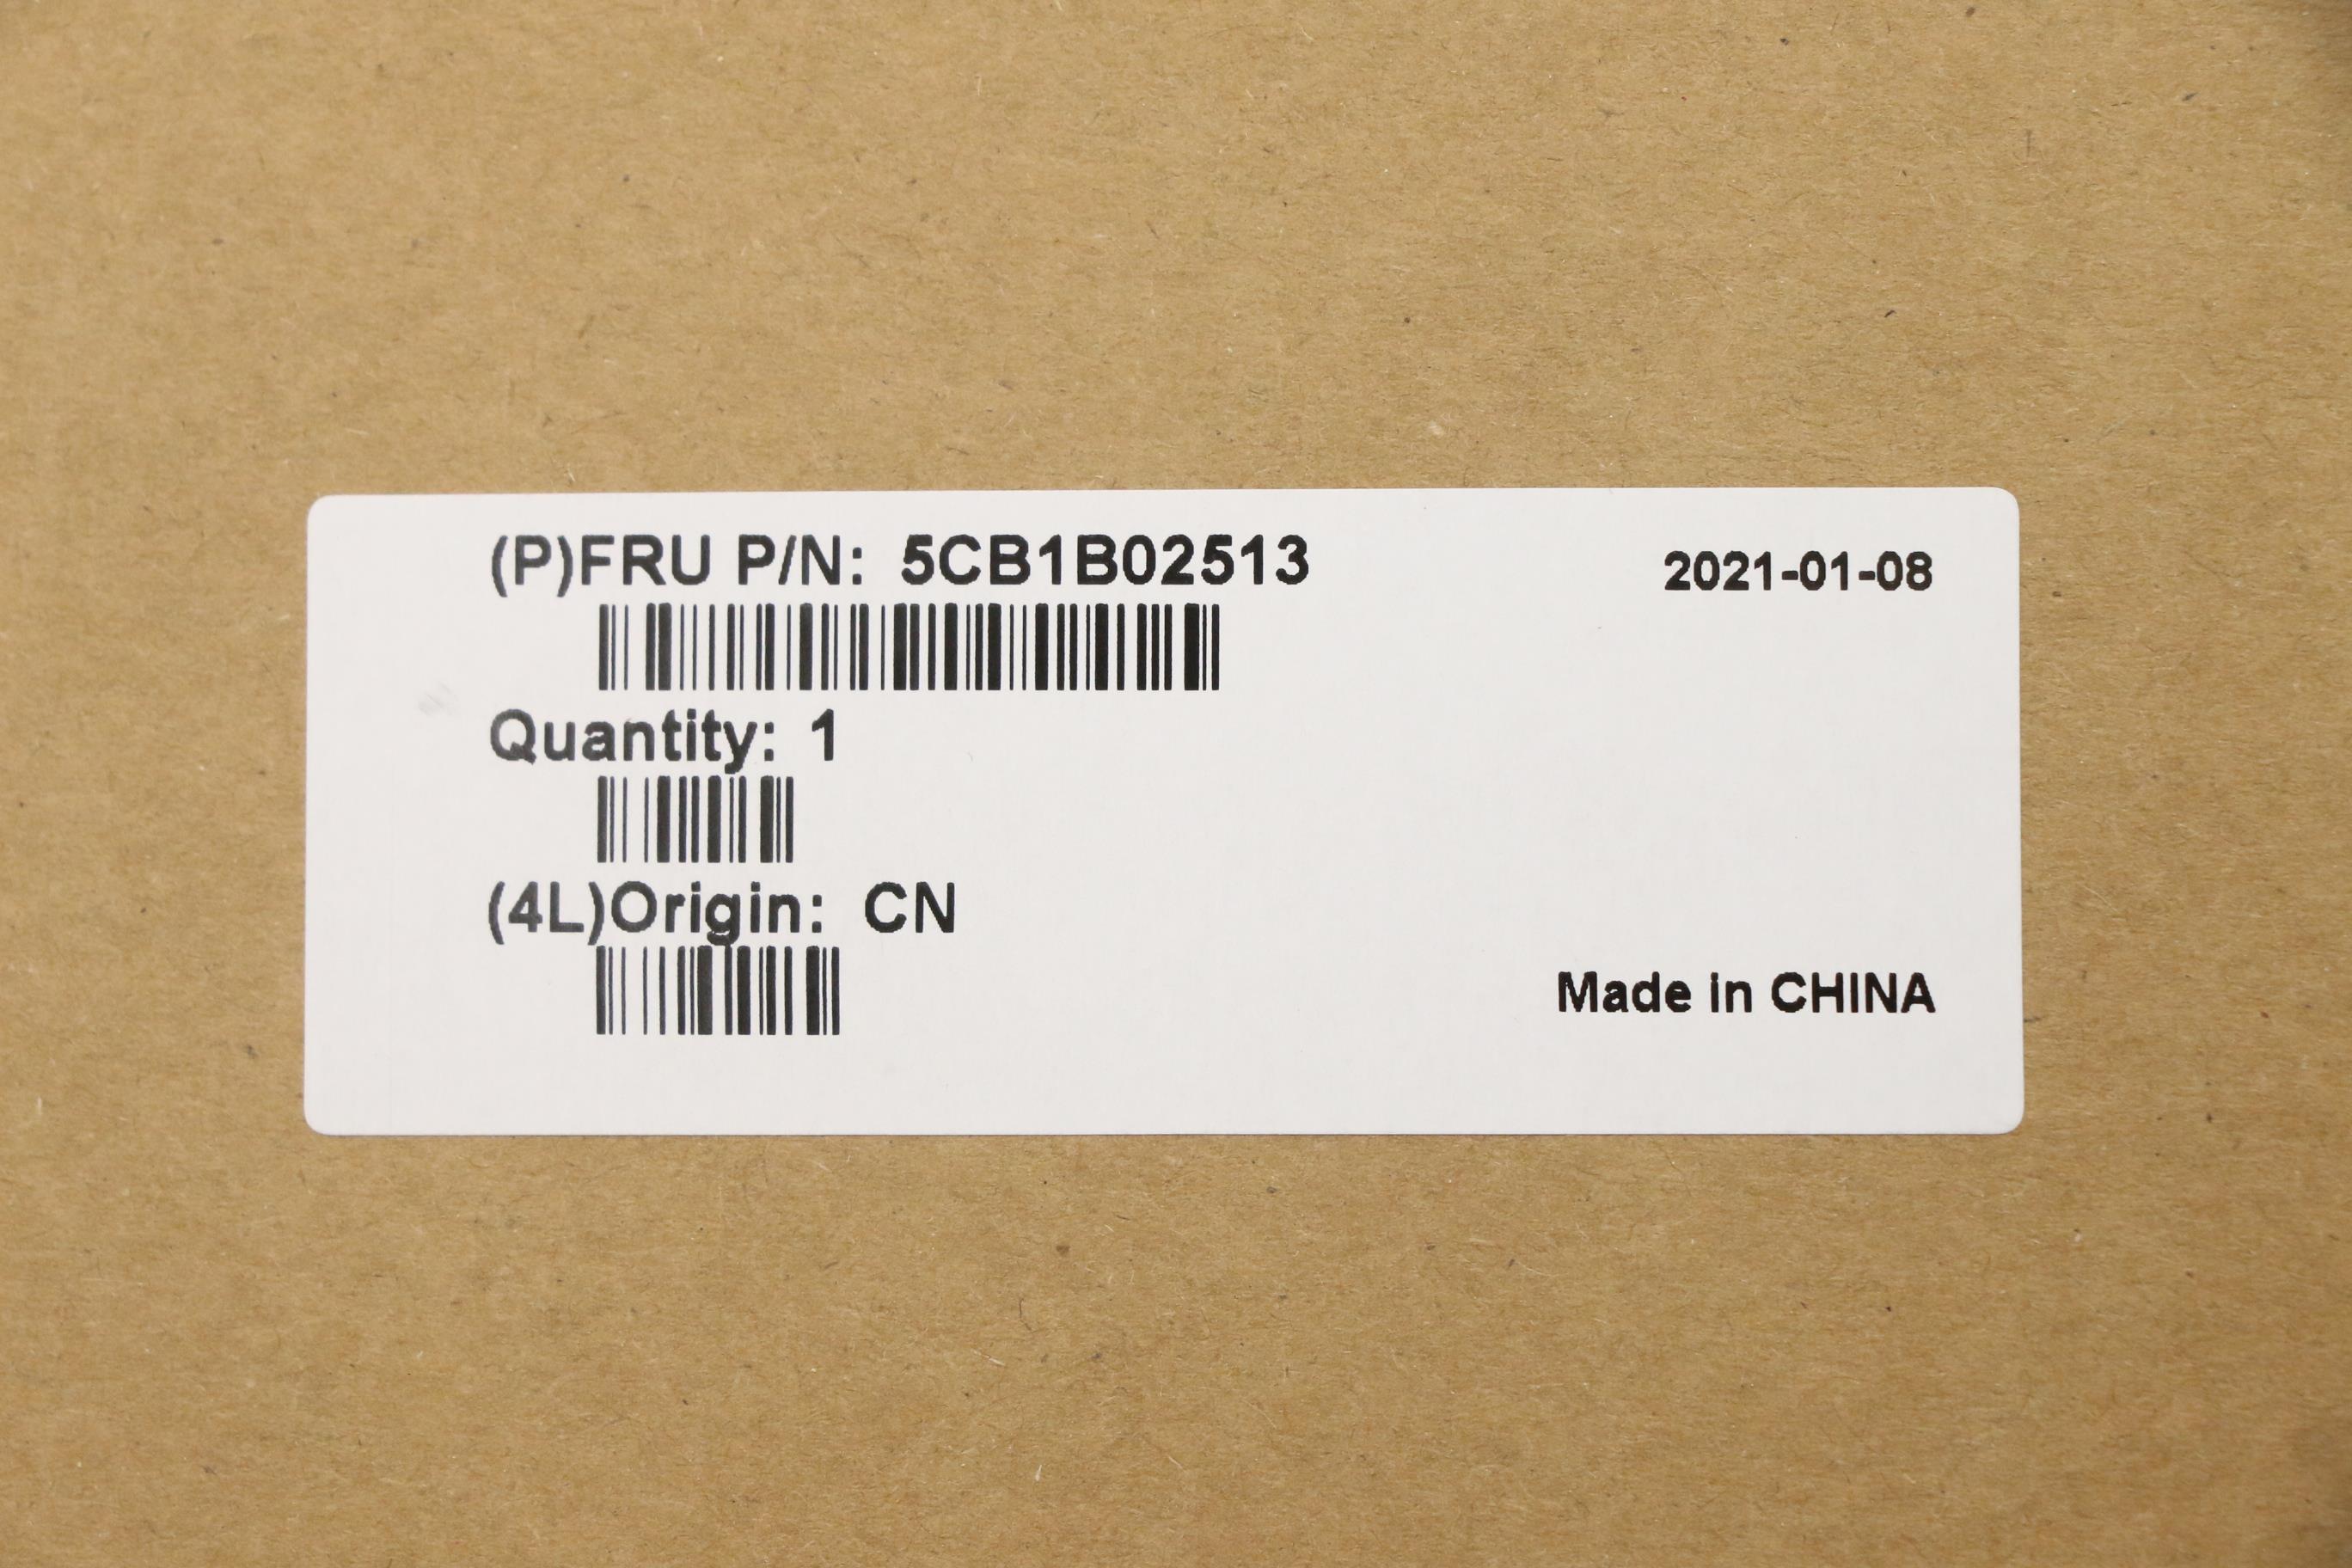 (P)FRU P/N: 5CB1B02513
2021-01-08
Quantity: 1
(4L)Origin: CN
Made in CHINA